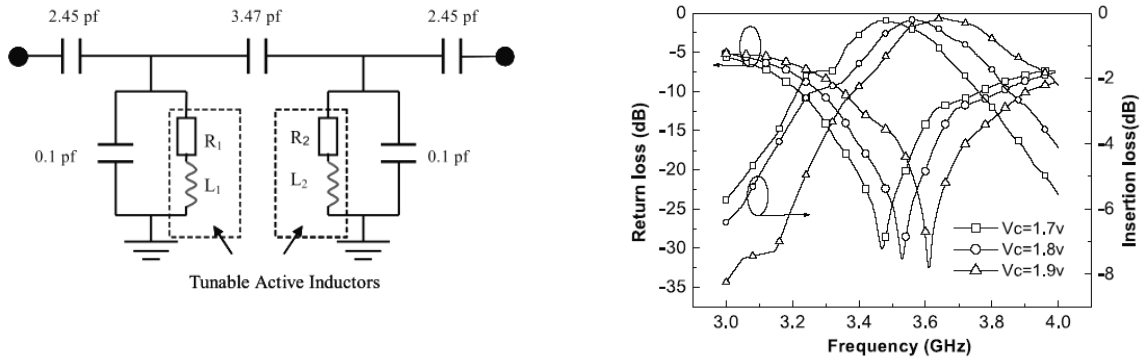 2.45 pf
3.47 pf
2.45 pf
0.1 pf
R1
L1
R2
L2
0.1 pf
Tunable Active Inductors
Return loss (dB)
0
-5
-10
-15
-20
-25
-30
-35
0
-2
-4
-6
-8
Insertion loss(dB)
Vc=1.7v
Vc=1.8v
Vc=1.9v
3.0 3.2 3.4 3.6 3.8 4.0
Frequency (GHz)